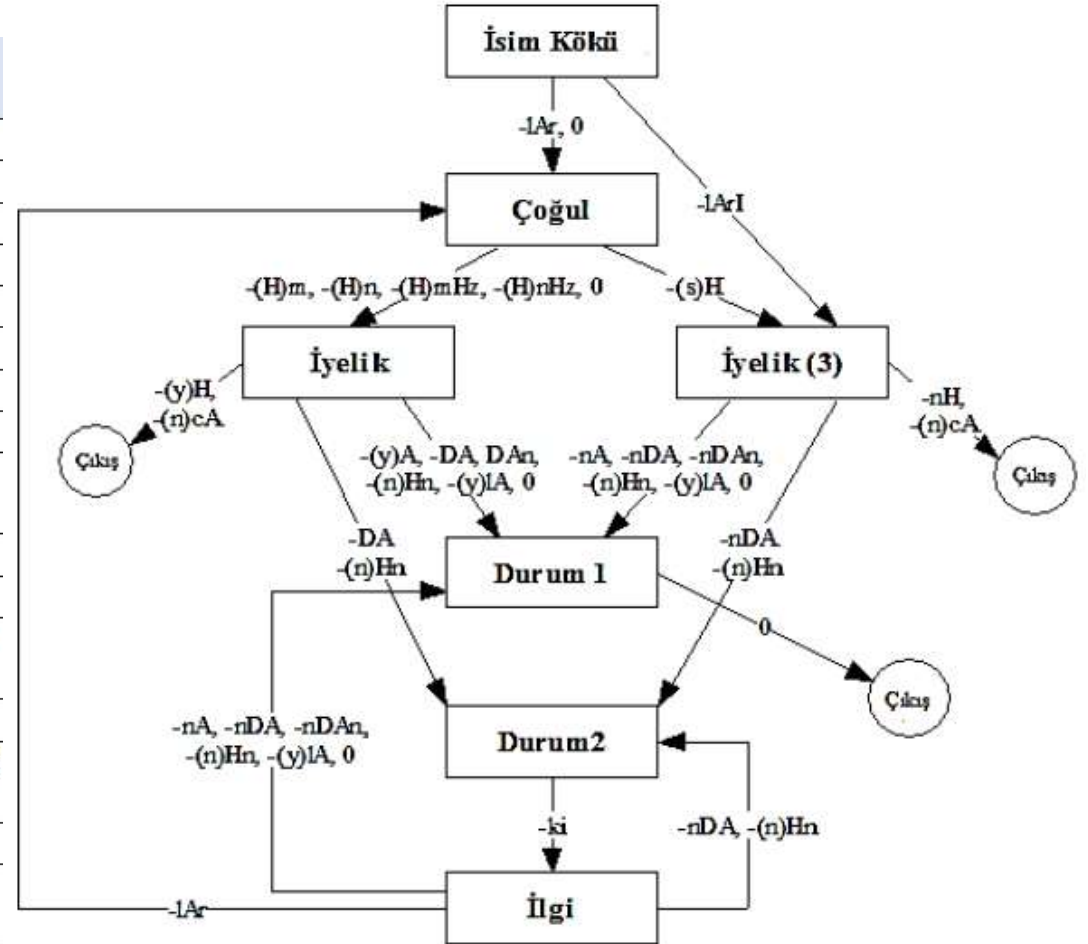 İsim Kökü
-lAr, 0
-lArI
Çoğul
-(H)m, -(H)n, -(H)mHz, -(H)nHz, 0
-(s)H
İyelik
İyelik (3)
-(y)H,
-(n)cA
-nH,
-(n)cA
Çıkış
Çıkış
-(y)A, -DA, DAn,
-(n)Hn, -(y)lA, 0
-nA, -nDA, -nDAn,
-(n)Hn, -(y)lA, 0
-DA
-(n)Hn
-nDA
-(n)Hn
Durum 1
0
Çıkış
-nA, -nDA, -nDAn,
-(n)Hn, -(y)lA, 0
Durum2
-ki
-nDA, -(n)Hn
-lAr
İlgi